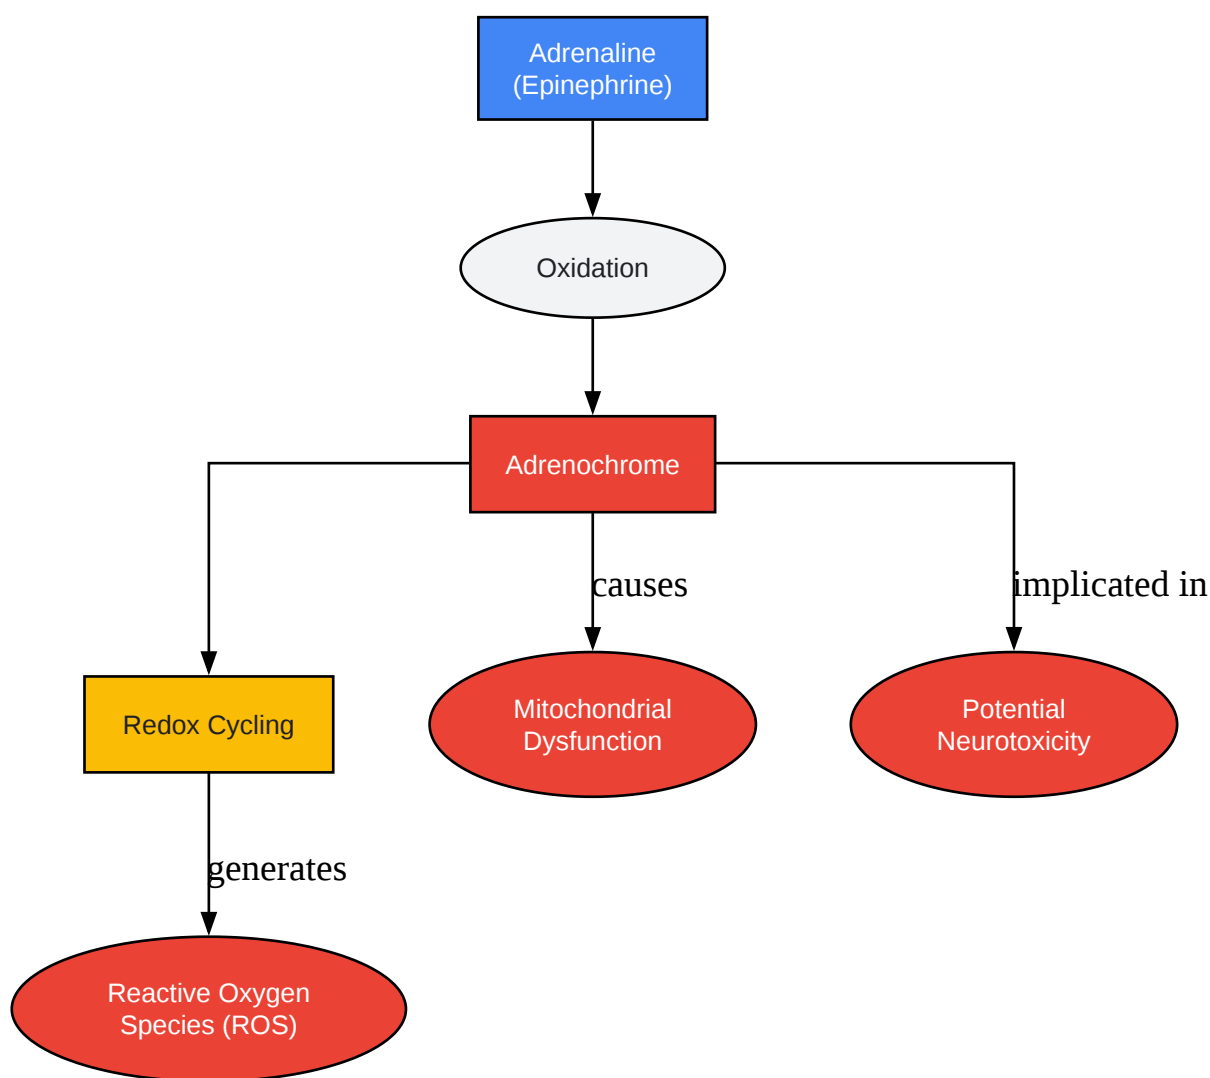 Adrenaline
(Epinephrine)
Oxidation
Adrenochrome
causes
implicated in
Redox Cycling
Mitochondrial
Dysfunction
Potential
Neurotoxicity
generates
Reactive Oxygen
Species (ROS)